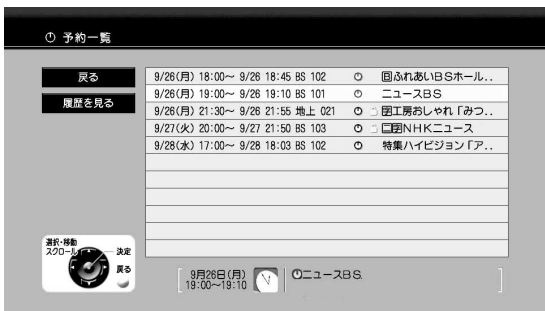 予約一覧
戻る
履歴を見る
9/26(月) 18:00～ 9/26 18:45 BS 102 回ふれあいBSホール..
9/26(月) 19:00～ 9/26 19:10 BS 101 ニュースBS
9/26(月) 21:30～ 9/26 21:55 地上 021 字工房おしゃれ「みつ..
9/27(火) 20:00～ 9/27 21:50 BS 103 二字NHKニュース
9/28(水) 17:00～ 9/28 18:03 BS 102 特集ハイビジョン「ア..
選択・移動
スクロール
決定
戻る
9月26日(月)
19:00～19:10
ニュースBS